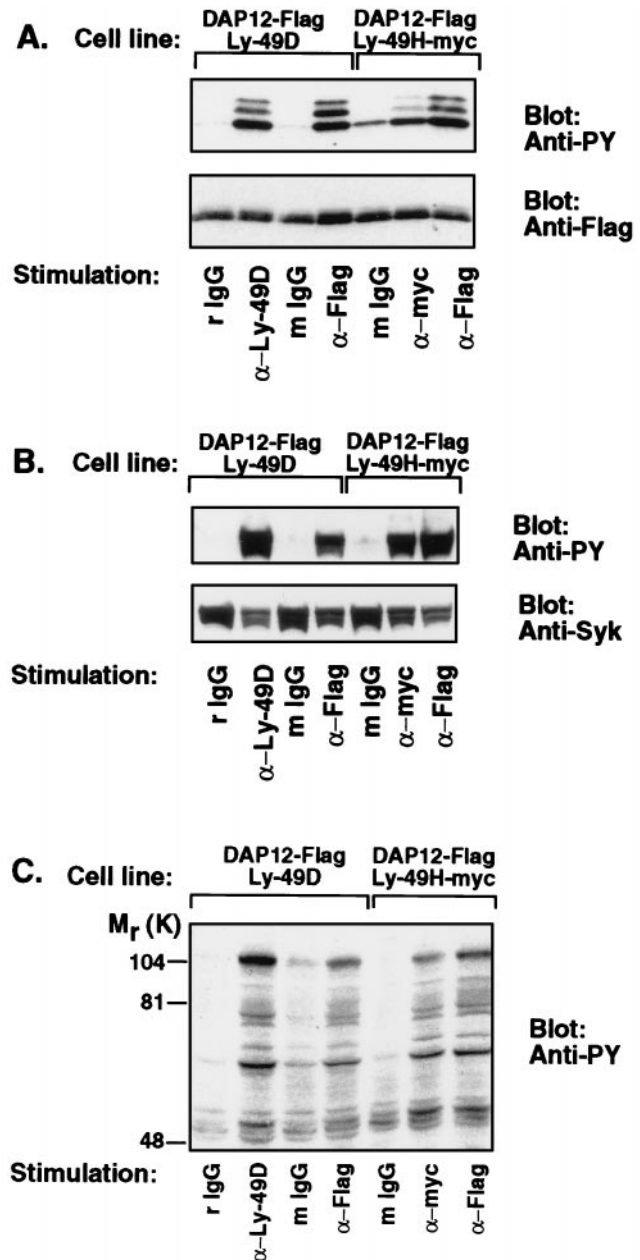 A. Cell line: DAP12-Flag DAP12-Flag
Ly-49D Ly-49H-myc
Blot:
Anti-PY
Blot:
Anti-Flag
Stimulation: r IgG α-Ly-49D m IgG α-Flag m IgG α-myc α-Flag
B. Cell line: DAP12-Flag DAP12-Flag
Ly-49D Ly-49H-myc
Blot:
Anti-PY
Blot:
Anti-Syk
Stimulation: r IgG α-Ly-49D m IgG α-Flag m IgG α-myc α-Flag
C. Cell line: DAP12-Flag DAP12-Flag
Ly-49D Ly-49H-myc
Mr (K)
104
81
Blot:
Anti-PY
48
Stimulation: r IgG α-Ly-49D m IgG α-Flag m IgG α-myc α-Flag